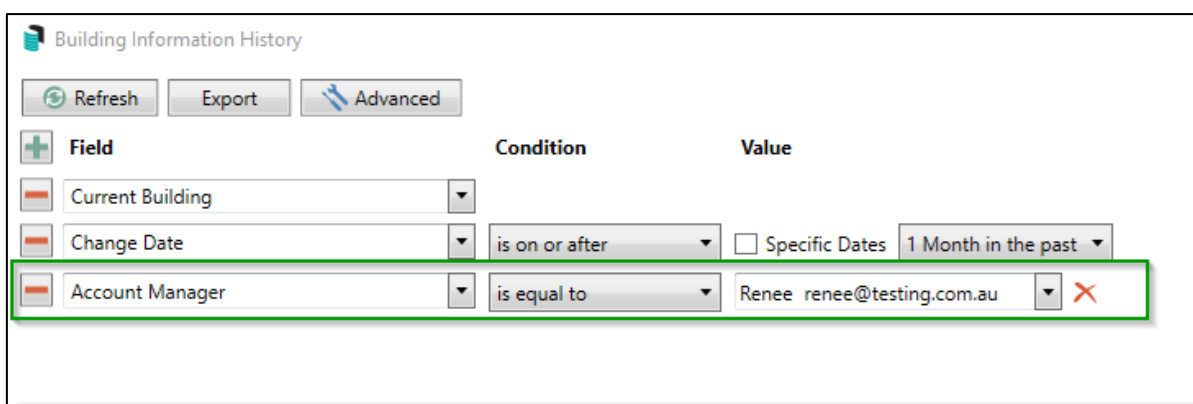 Building Information History
Refresh Export Advanced
Field Condition Value
Current Building
Change Date is on or after Specific Dates 1 Month in the past
Account Manager is equal to Renee renee@testing.com.au